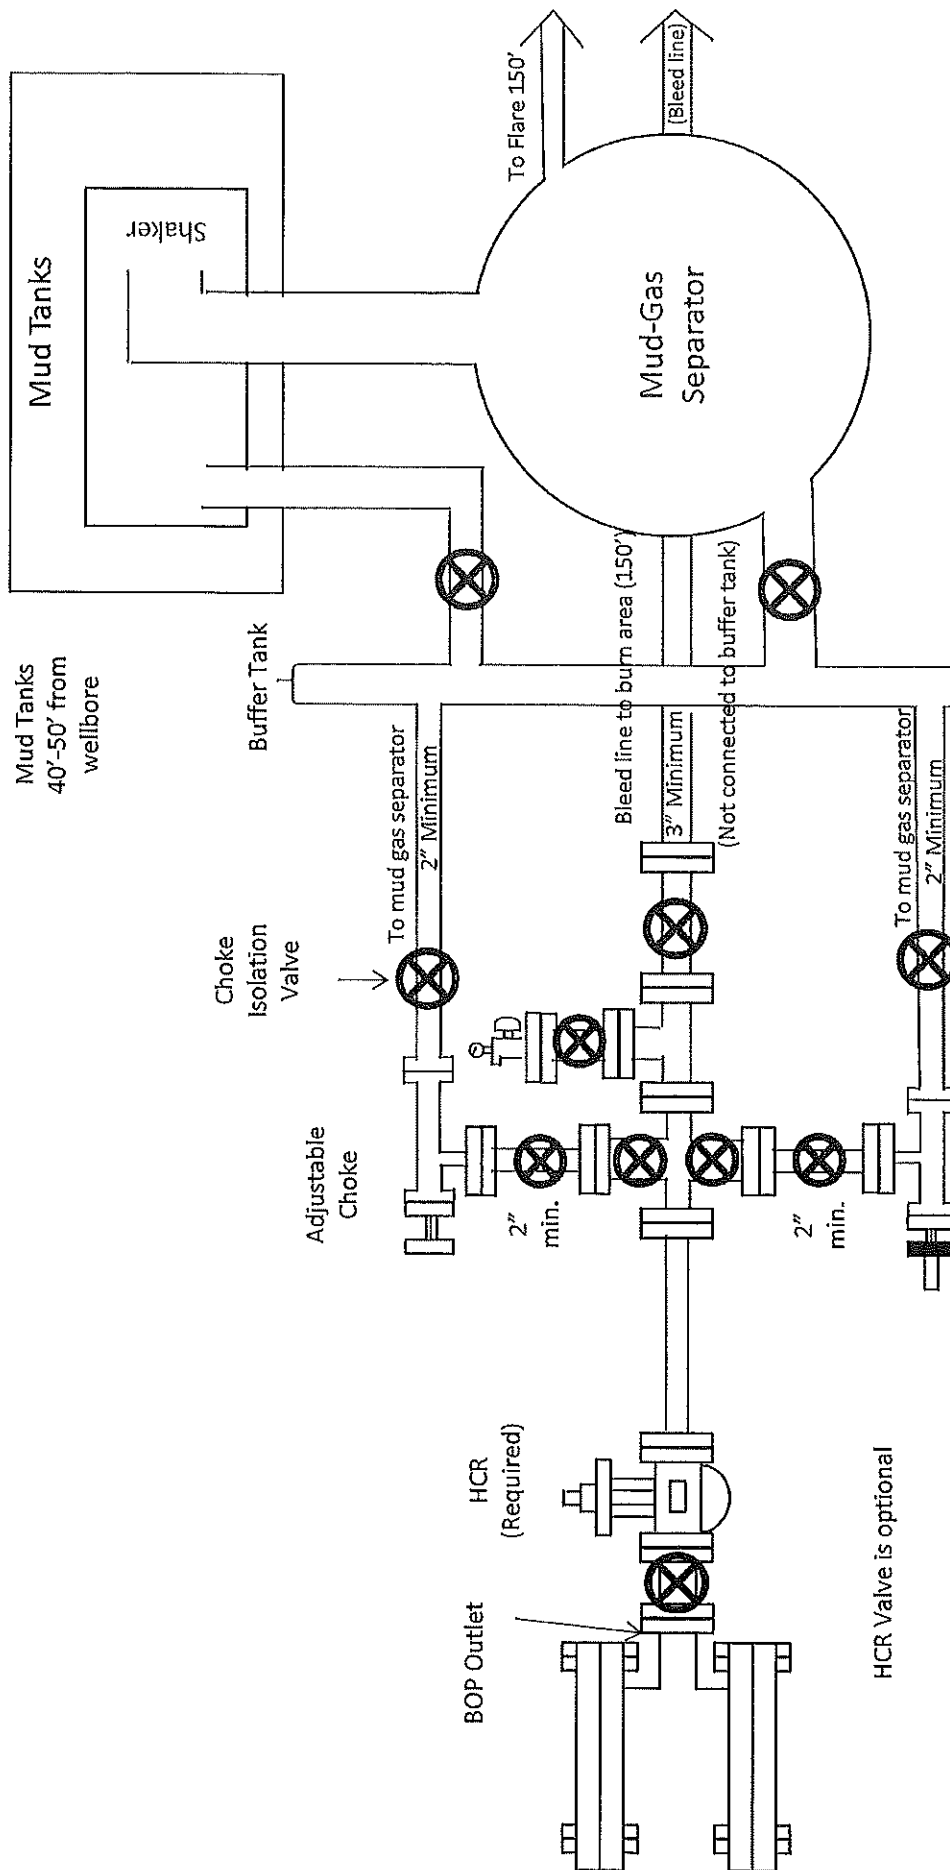 Mud Tanks
40'-50' from
wellbore
Mud Tanks
Shaker
Buffer Tank
To Flare 150'
(Bleed line)
Mud-Gas
Separator
Choke
Isolation
Valve
To mud gas separator
2" Minimum
Bleed line to burn area (150')
3" Minimum
(Not connected to buffer tank)
To mud gas separator
2" Minimum
Adjustable
Choke
2"
min.
2"
min.
HCR
(Required)
BOP Outlet
HCR Valve is optional